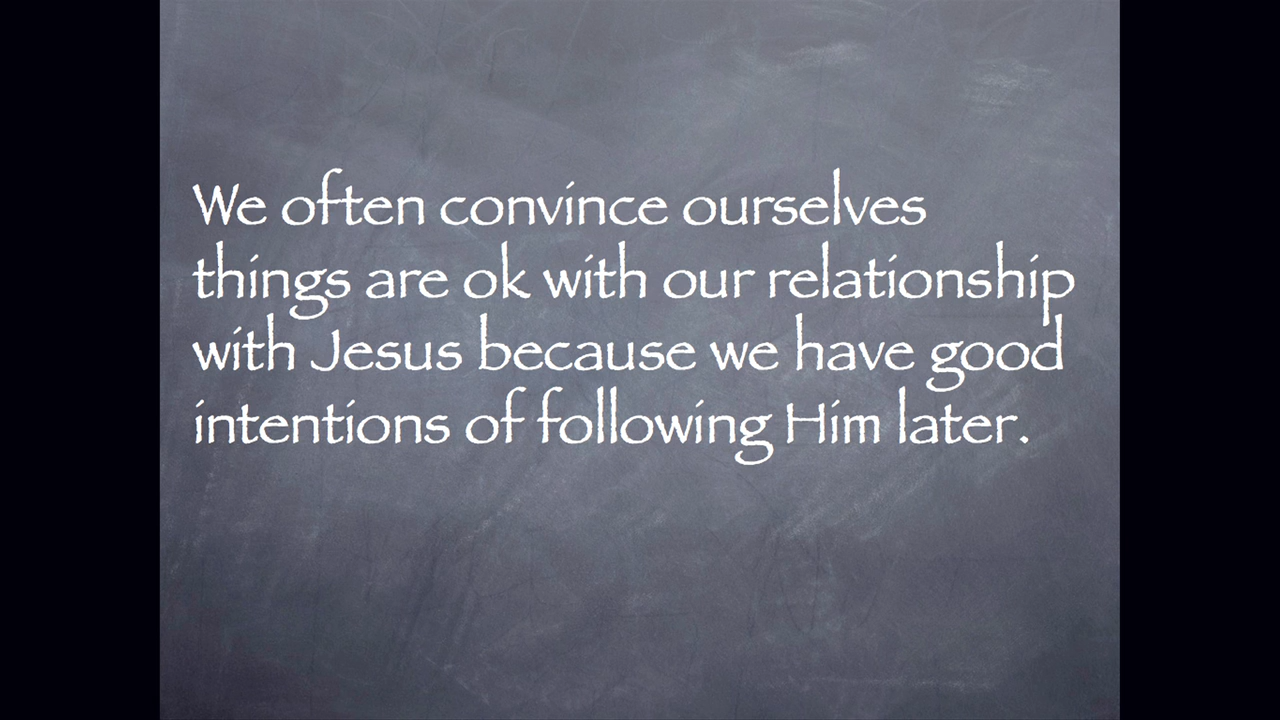 We often convince ourselves
things are ok with our relationship
with Jesus because we have good
intentions of following Him later.